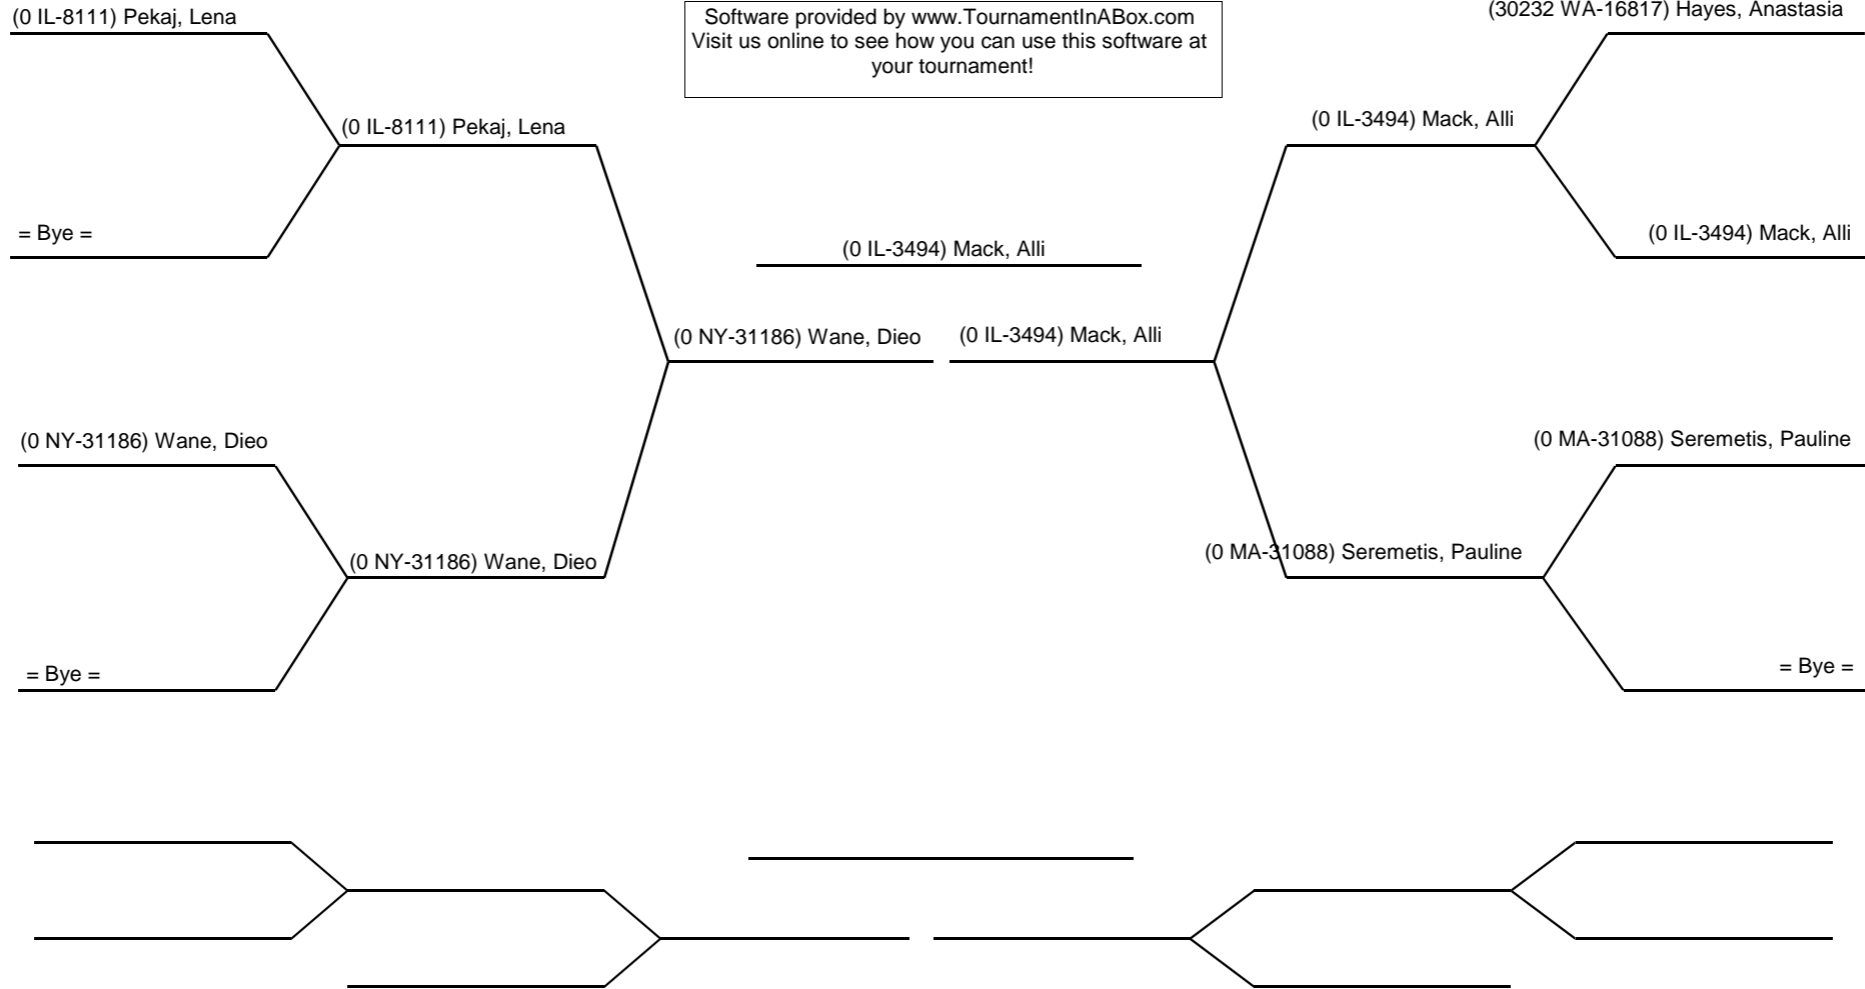 (0 IL-8111) Pekaj, Lena
Software provided by www.TournamentInABox.com
Visit us online to see how you can use this software at
your tournament!
(30232 WA-16817) Hayes, Anastasia
(0 IL-8111) Pekaj, Lena
(0 IL-3494) Mack, Alli
= Bye =
(0 IL-3494) Mack, Alli
(0 IL-3494) Mack, Alli
(0 NY-31186) Wane, Dieo
(0 IL-3494) Mack, Alli
(0 NY-31186) Wane, Dieo
(0 MA-31088) Seremetis, Pauline
(0 NY-31186) Wane, Dieo
(0 MA-31088) Seremetis, Pauline
= Bye =
= Bye =